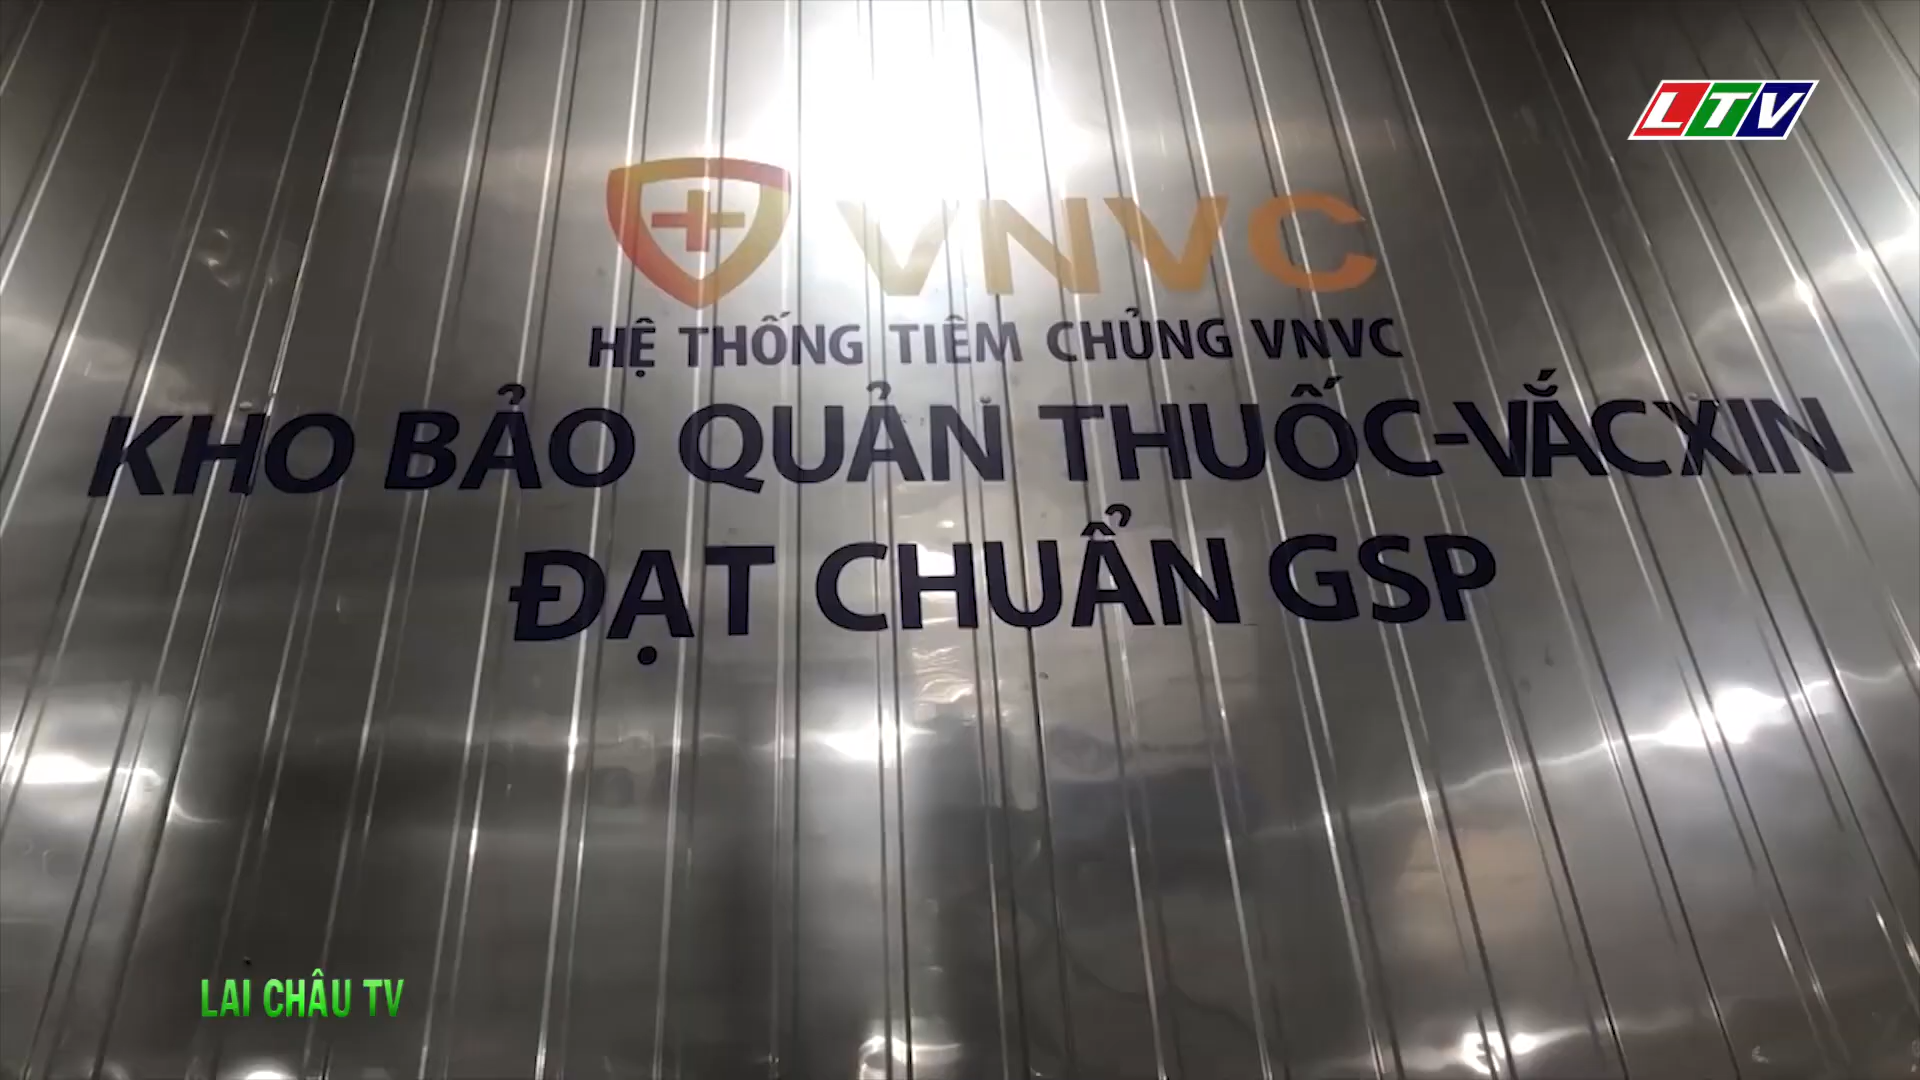 LTV
VNVC
HỆ THỐNG TIÊM CHỦNG VNVC
KHO BẢO QUẢN THUỐC-VẮCXIN
ĐẠT CHUẨN GSP
LAI CHÂU TV